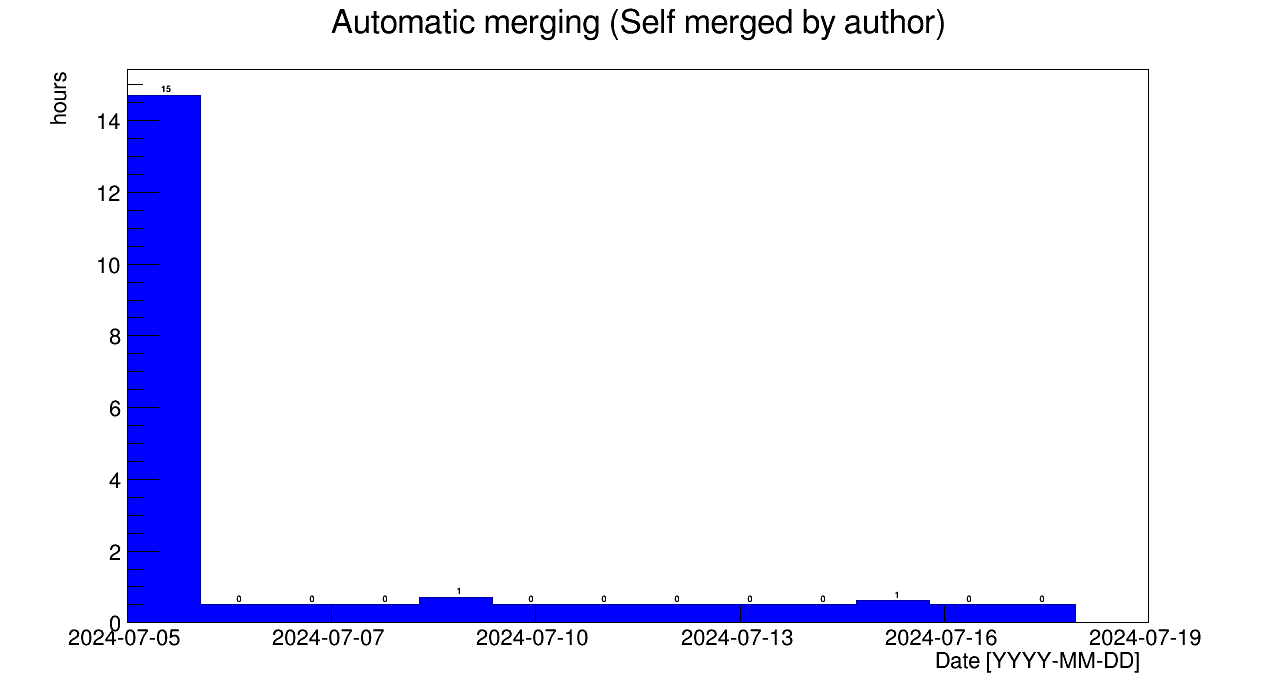 Automatic merging (Self merged by author)
hours
15
14
12
10
8
6
4
2
0
0 0 0 1 0 0 0 0 0 1 0 0
2024-07-05 2024-07-07 2024-07-10 2024-07-13 2024-07-16 2024-07-19
Date [YYYY-MM-DD]